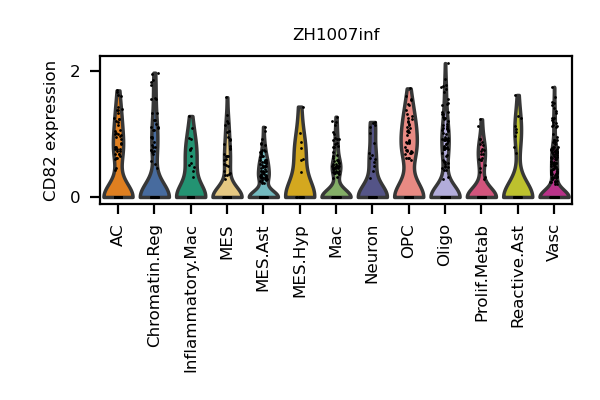 ZH1007inf
CD82 expression
2
0
AC
Chromatin.Reg
Inflammatory.Mac
MES
MES.Ast
MES.Hyp
Mac
Neuron
OPC
Oligo
Prolif.Metab
Reactive.Ast
Vasc